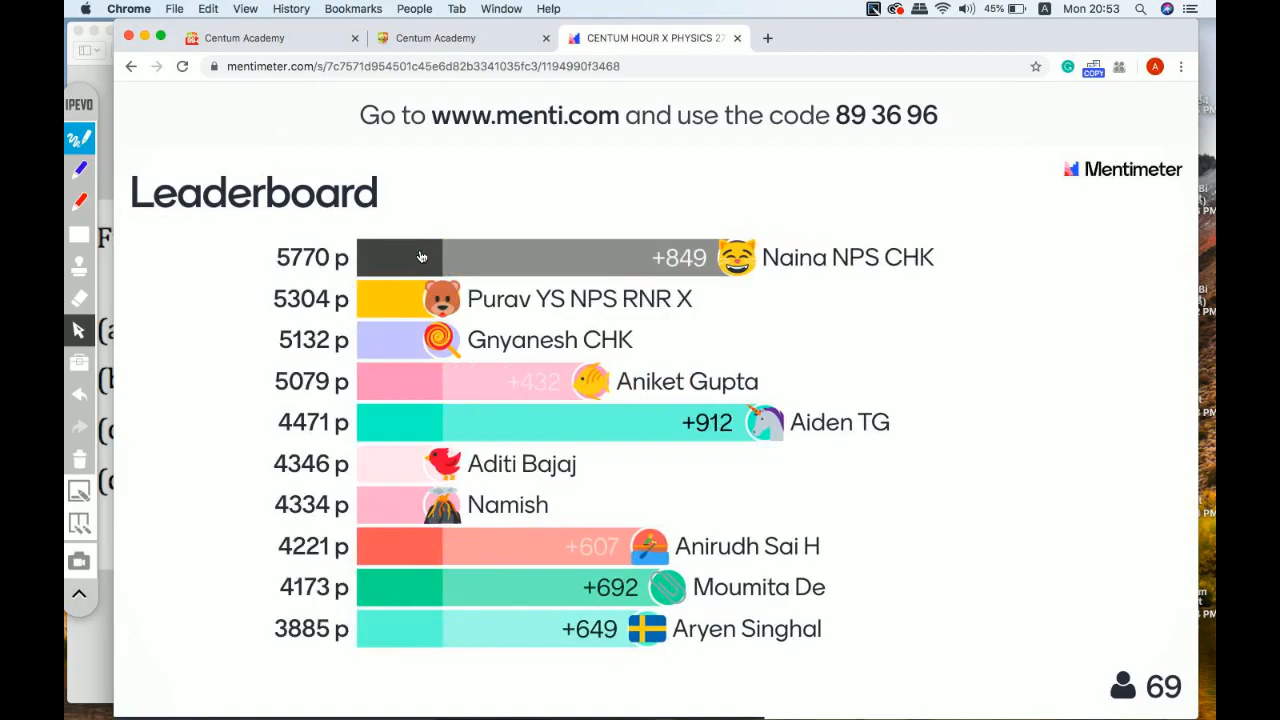 Chrome File Edit View History Bookmarks People Tab Window Help 45% A Mon 20:53
Centum Academy
Centum Academy
CENTUM HOUR X PHYSICS 27
mentimeter.com/s/7c7571d954501c45e6d82b3341035fc3/1194990f3468
COPY
A
IPEVO
Go to www.menti.com and use the code 89 36 96
Mentimeter
Leaderboard
5770 p +849 Naina NPS CHK
5304 p Purav YS NPS RNR X
5132 p Gnyanesh CHK
5079 p +432 Aniket Gupta
4471 p +912 Aiden TG
4346 p Aditi Bajaj
4334 p Namish
4221 p +607 Anirudh Sai H
4173 p +692 Moumita De
3885 p +649 Aryen Singhal
69